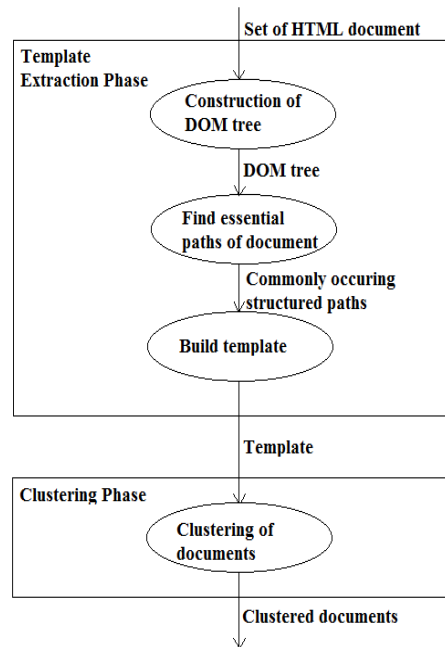 Set of HTML document
Template
Extraction Phase
Construction of
DOM tree
DOM tree
Find essential
paths of document
Commonly occuring
structured paths
Build template
Template
Clustering Phase
Clustering of
documents
Clustered documents